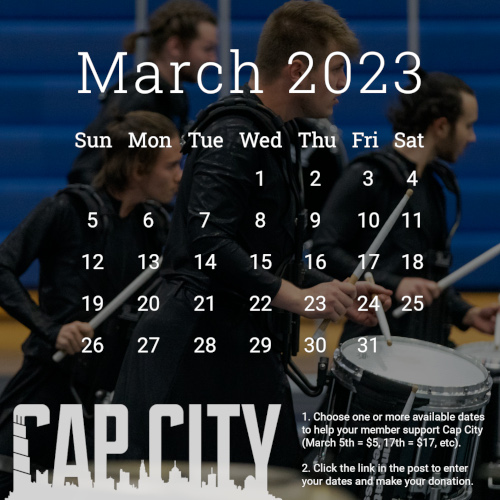 March 2023
Sun Mon Tue Wed Thu Fri Sat
1 2 3 4
5 6 7 8 9 10 11
12 13 14 15 16 17 18
19 20 21 22 23 24 25
26 27 28 29 30 31
CAP CITY
1. Choose one or more available dates
to help your member support Cap City
(March 5th = $5, 17th = $17, etc).
2. Click the link in the post to enter
your dates and make your donation.